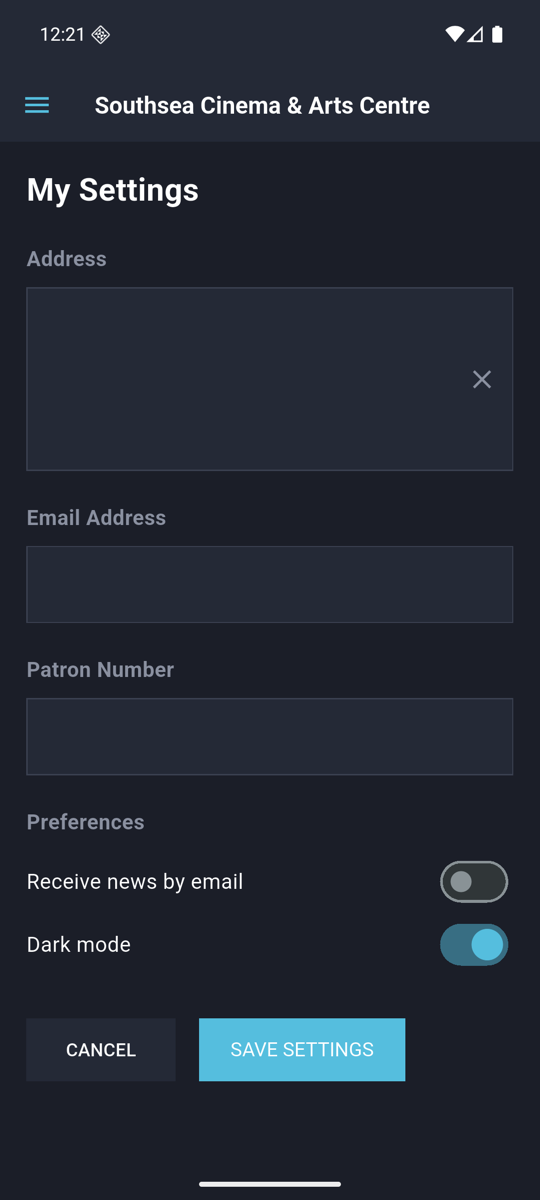 12:21
Southsea Cinema & Arts Centre
My Settings
Address
Email Address
Patron Number
Preferences
Receive news by email
Dark mode
CANCEL
SAVE SETTINGS